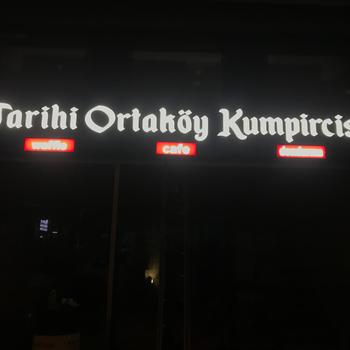 Tarihi Ortaköy Kumpircis
waffle cafe dondurma